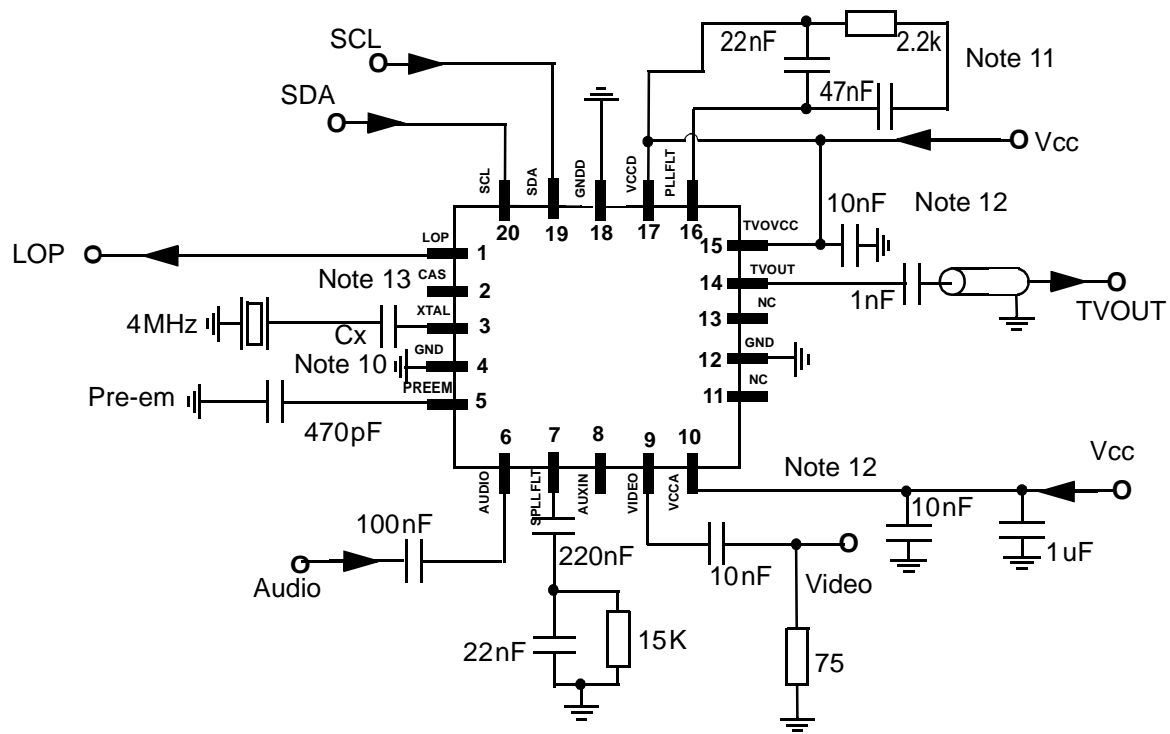 SCL
22nF
2.2k
Note 11
SDA
47nF
Vcc
SCL
SDA
GNDD
VCCD
PLLFLT
10nF
Note 12
20
19
18
17
16
LOP
LOP
1
15
TVOVCC
Note 13
CAS
2
14
TVOUT
1nF
TVOUT
4MHz
Cx
XTAL
3
13
NC
Note 10
GND
4
12
GND
Pre-em
PREEM
5
11
NC
470pF
6
7
8
9
10
AUDIO
SPLLFLT
AUXIN
VIDEO
VCCA
Note 12
Vcc
100nF
10nF
Audio
220nF
10nF
Video
1uF
22nF
15K
75